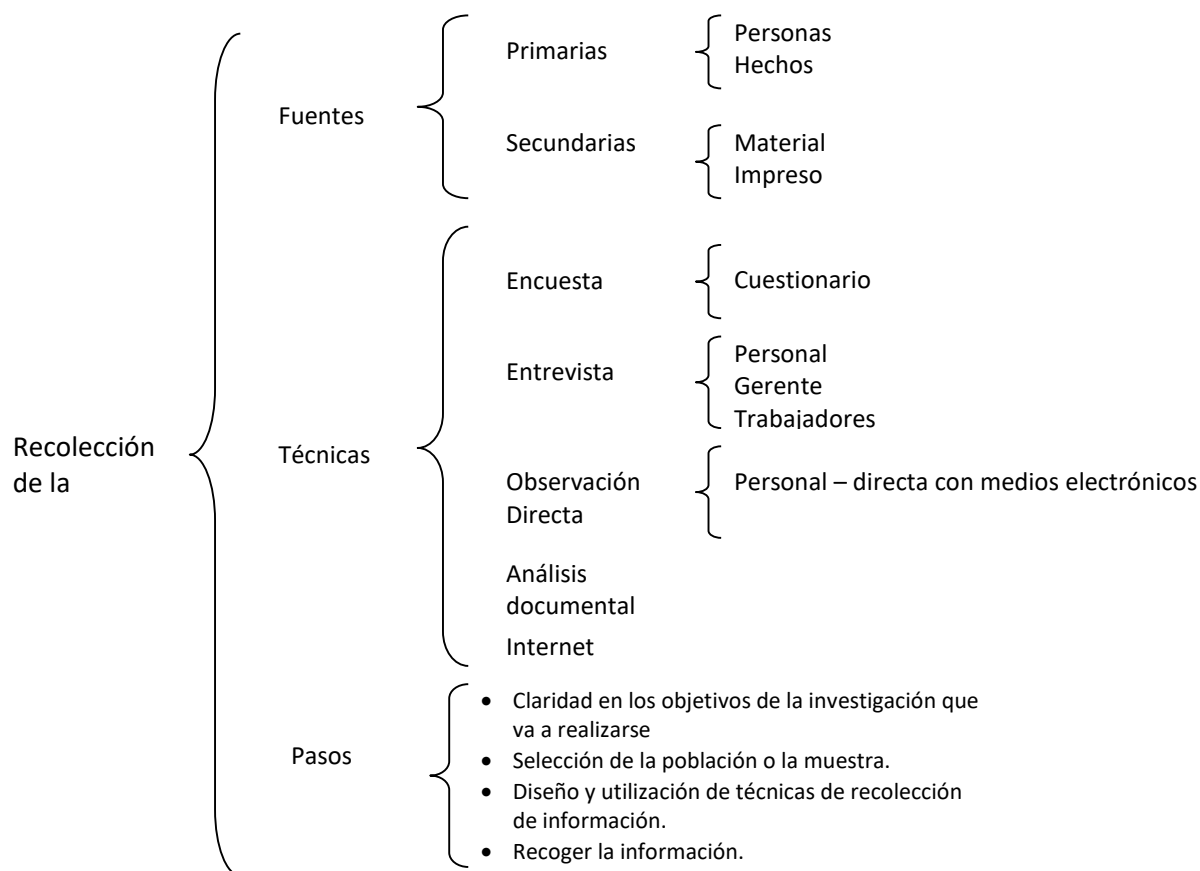 Recolección
de la
Fuentes
Primarias
Personas
Hechos
Secundarias
Material
Impreso
Técnicas
Encuesta
Cuestionario
Entrevista
Personal
Gerente
Trabajadores
Observación
Directa
Personal – directa con medios electrónicos
Análisis
documental
Internet
Pasos
• Claridad en los objetivos de la investigación que
va a realizarse
• Selección de la población o la muestra.
• Diseño y utilización de técnicas de recolección
de información.
• Recoger la información.